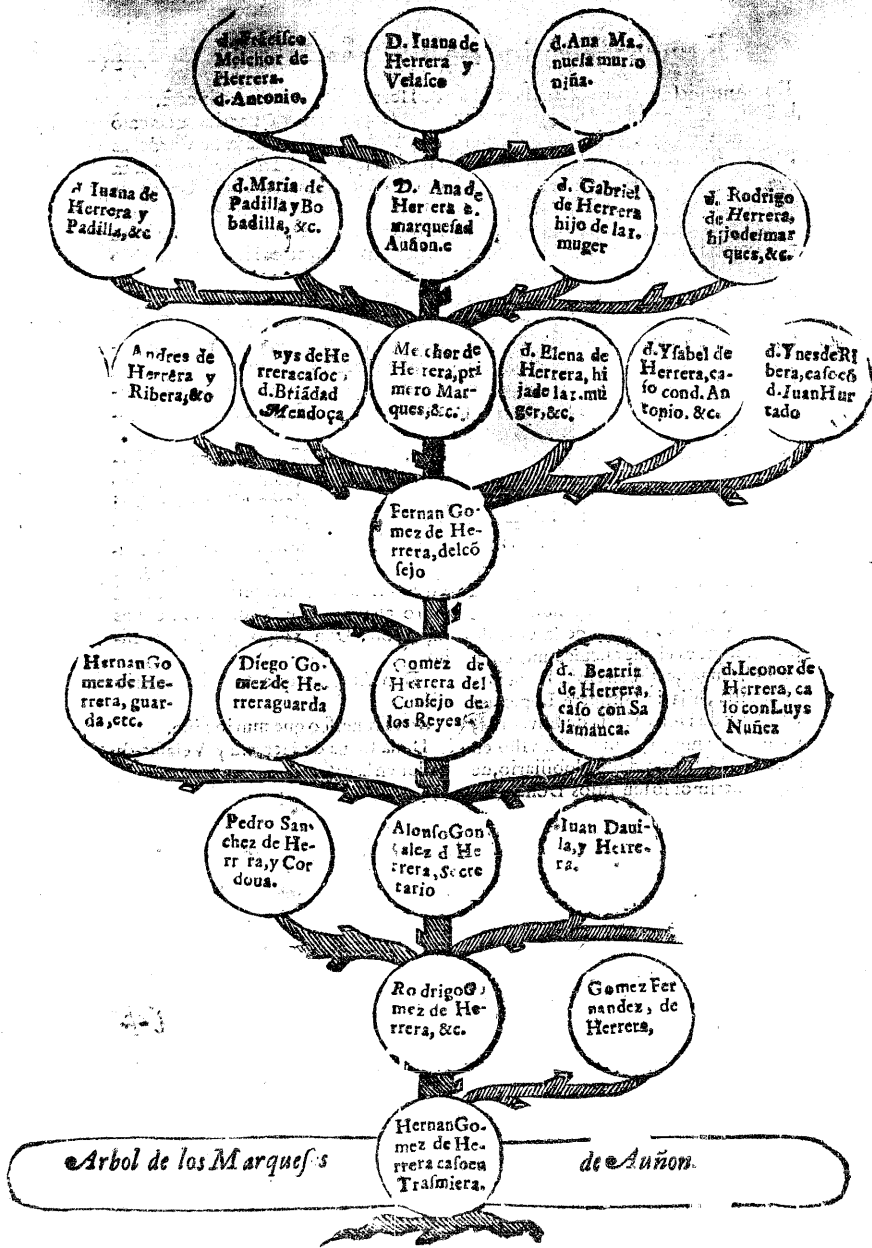 d. Frācisco
Melchor de
Herrera.
d. Antonio.
D. Iuana de
Herrera y
Velasco
d. Ana Ma-
nuela murio
niña.
d Iuana de
Herrera y
Padilla, &c
d. Maria de
Padilla y Bo
badilla, &c.
D. Ana de
Herrera 2.
marquesa d
Auñon. e
d. Gabriel
de Herrera
hijo de la 1.
muger
d. Rodrigo
de Herrera,
hijo del mar
ques, &c.
Andres de
Herrera y
Ribera, &c
uys de He
rrera caso c
d. Briāda d
Mendoça
Melchor de
Herrera, pri
mero Mar-
ques, &c.
d. Elena de
Herrera, hi
ja de la 1. mu
ger, &c.
d. Ysabel de
Herrera, ca-
so con d. An
tonio. &c.
d. Ynes de Ri
bera, caso cō
d. Juan Hur
tado
Fernan Go-
mez de He-
rrera, del cō
sejo
Hernan Go
mez de He-
rrera, guar-
da, etc.
Diego Go-
mez de He-
rrera guarda
Gomez de
Herrera del
Consejo de
los Reyes
d. Beatriz
de Herrera,
caso con Sa
lamanca.
d. Leonor de
Herrera, ca
so con Luys
Nuñez
Pedro San-
chez de He-
rrera, y Cor
doua.
Alonso Gon
çalez d He
rrera, Secre
tario
Iuan Daui-
la, y Herre-
ra.
Rodrigo Go
mez de He-
rrera, &c.
Gomez Fer
nandez, de
Herrera,
Hernan Go-
mez de He-
rrera caso en
Trasmiera.
Arbol de los Marqueses de Auñon.